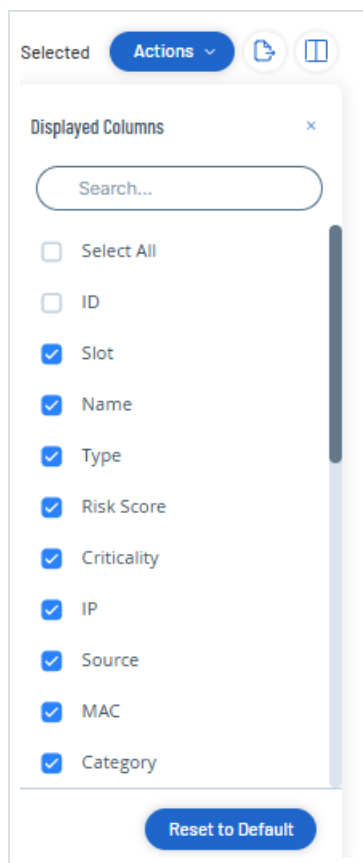 Selected Actions
Displayed Columns ×
Search...
Select All
ID
Slot
Name
Type
Risk Score
Criticality
IP
Source
MAC
Category
Reset to Default